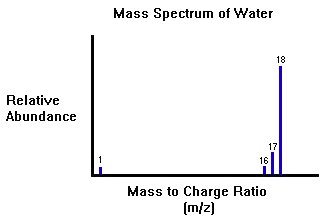 Mass Spectrum of Water
18
Relative
Abundance
17
16
1
Mass to Charge Ratio
(m/z)